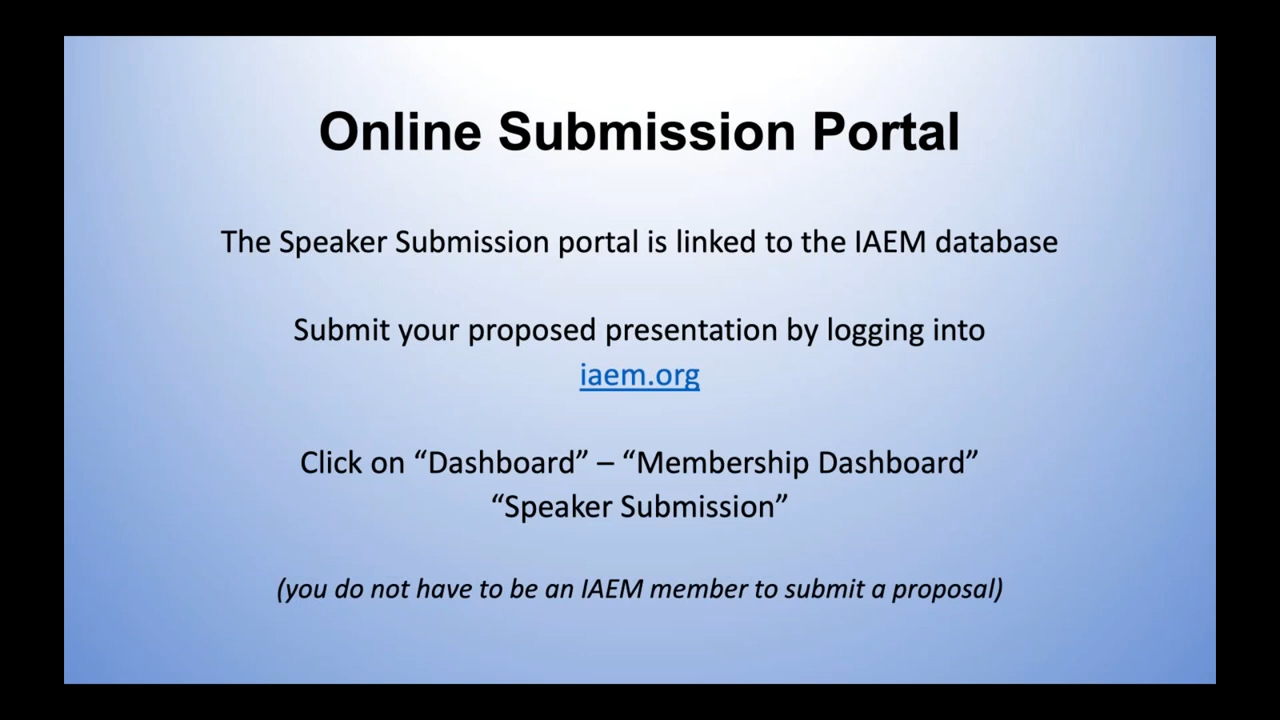 Online Submission Portal
The Speaker Submission portal is linked to the IAEM database
Submit your proposed presentation by logging into
iaem.org
Click on “Dashboard” – “Membership Dashboard”
“Speaker Submission”
(you do not have to be an IAEM member to submit a proposal)